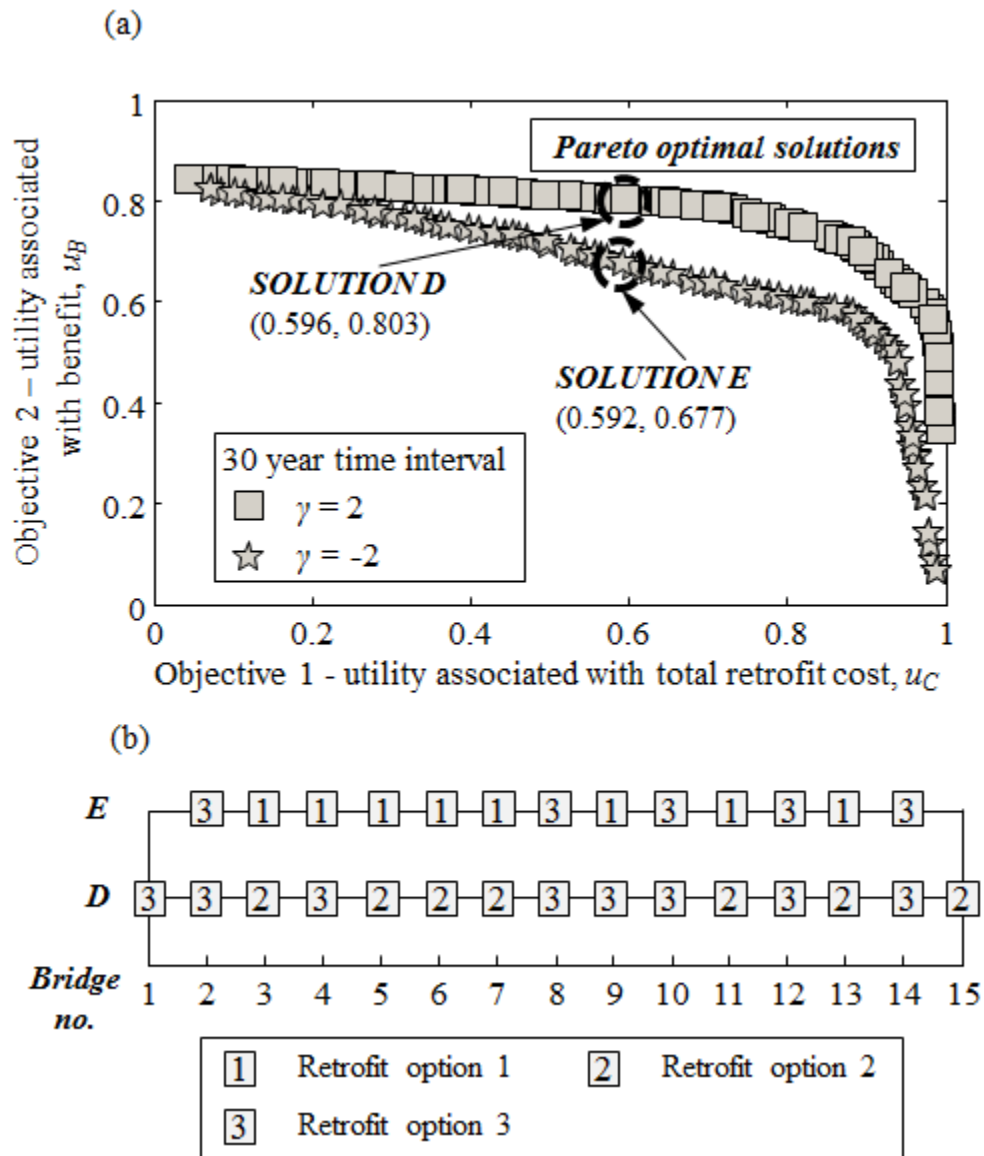 (a)
Objective 2 – utility associated
with benefit, u_B
1
0.8
0.6
0.4
0.2
0
Pareto optimal solutions
SOLUTION D
(0.596, 0.803)
SOLUTION E
(0.592, 0.677)
30 year time interval
γ = 2
γ = -2
0 0.2 0.4 0.6 0.8 1
Objective 1 - utility associated with total retrofit cost, u_C
(b)
E 3 1 1 1 1 1 3 1 3 1 3 1 3
D 3 3 2 3 2 2 2 3 3 3 2 3 2 3 2
Bridge
no.
1 2 3 4 5 6 7 8 9 10 11 12 13 14 15
1 Retrofit option 1
2 Retrofit option 2
3 Retrofit option 3